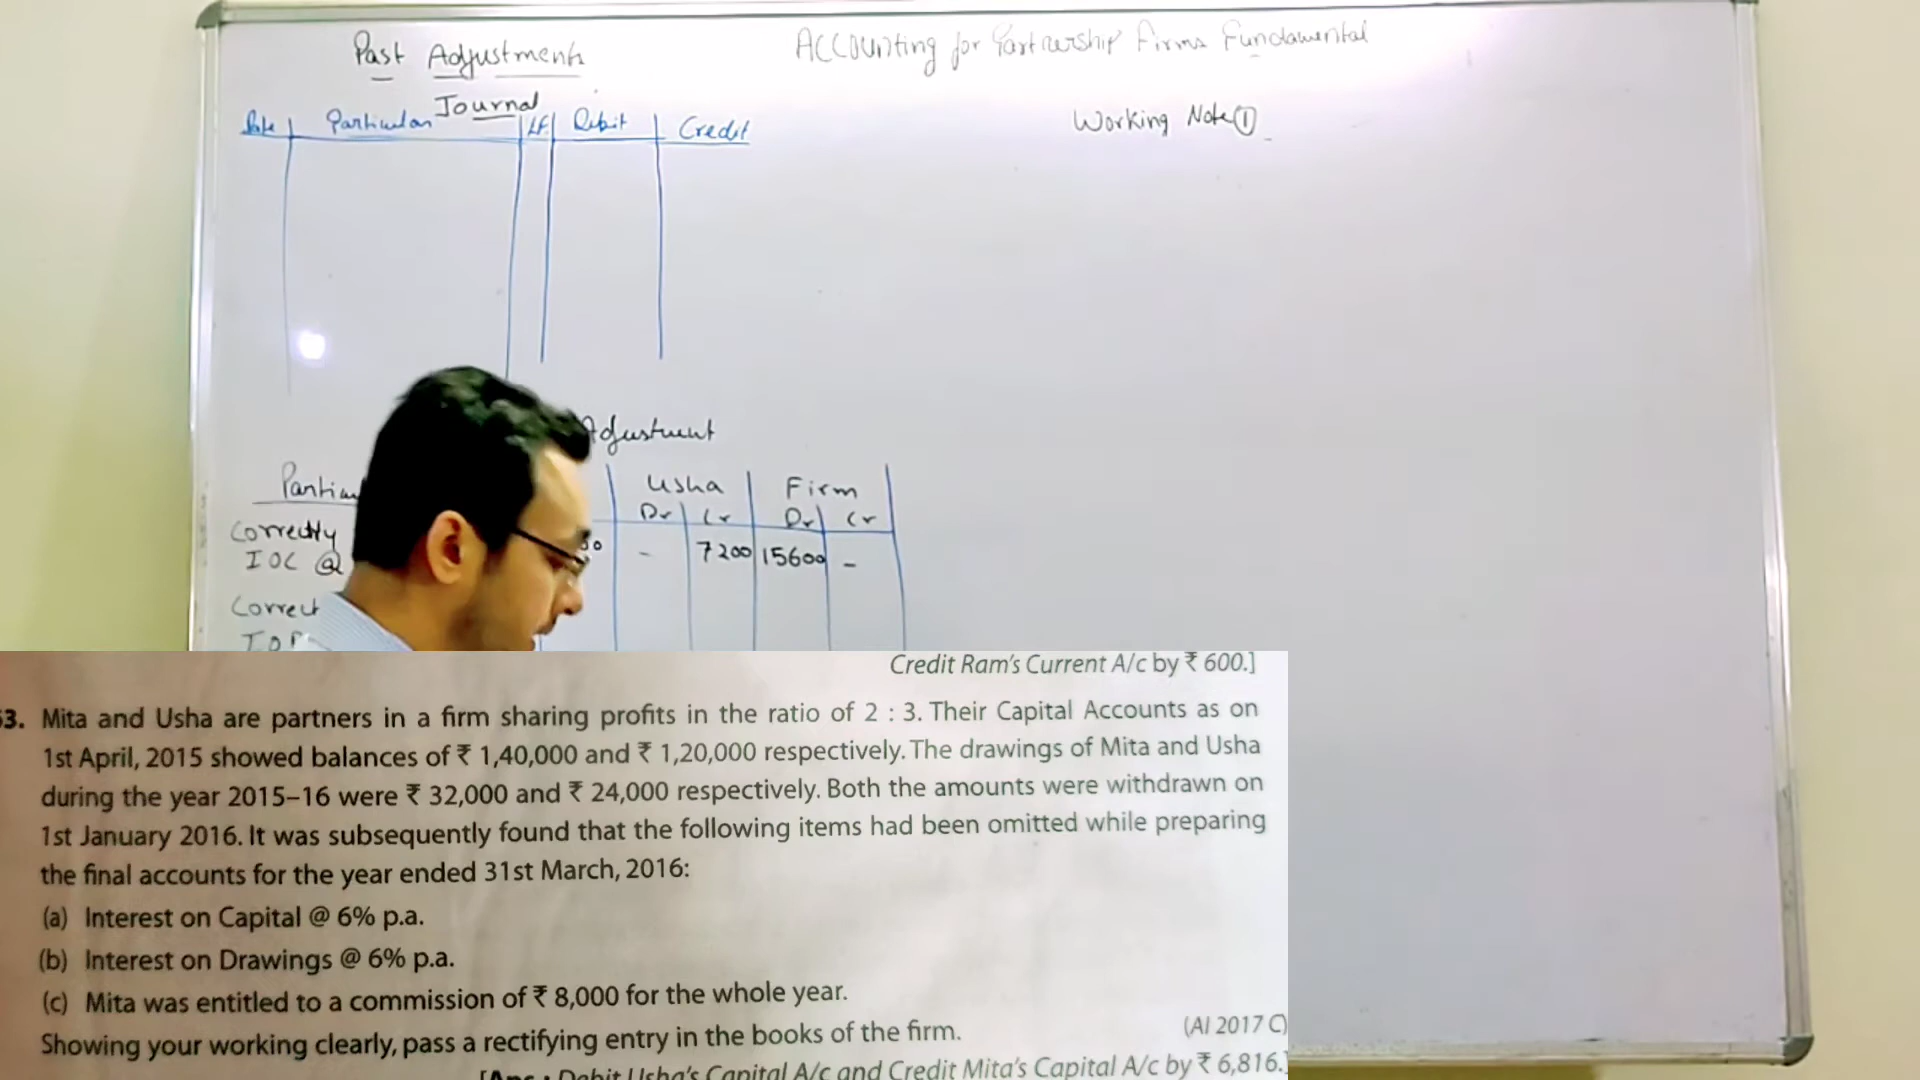 Past Adjustments
ACCOUNting for Partnership Firms Fundamental
Journal
Date Particulars LF Debit Credit
Working Note ①
Adjustment
Usha Firm
Dr Cr Dr Cr
Correctly
IOC @
- 7200 15600 -
Correct
Credit Ram's Current A/c by ₹ 600.]
3. Mita and Usha are partners in a firm sharing profits in the ratio of 2 : 3. Their Capital Accounts as on
1st April, 2015 showed balances of ₹ 1,40,000 and ₹ 1,20,000 respectively. The drawings of Mita and Usha
during the year 2015–16 were ₹ 32,000 and ₹ 24,000 respectively. Both the amounts were withdrawn on
1st January 2016. It was subsequently found that the following items had been omitted while preparing
the final accounts for the year ended 31st March, 2016:
(a) Interest on Capital @ 6% p.a.
(b) Interest on Drawings @ 6% p.a.
(c) Mita was entitled to a commission of ₹ 8,000 for the whole year.
Showing your working clearly, pass a rectifying entry in the books of the firm.
(AI 2017 C)
[Ans.: Debit Usha's Capital A/c and Credit Mita's Capital A/c by ₹ 6,816.]